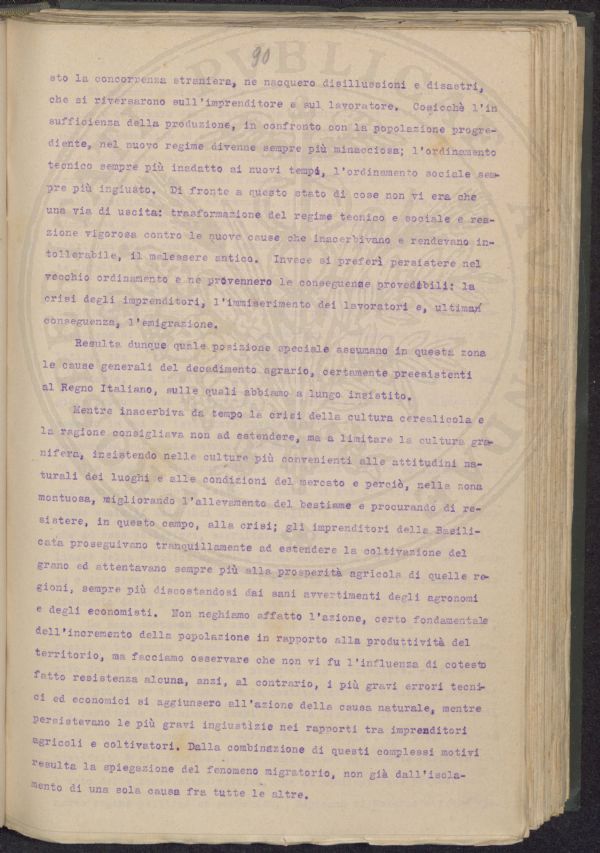 90
sto la concorrenza straniera, ne nacquero disillussioni e disastri,
che si riversarono sull'imprenditore e sul lavoratore. Cosicchè l'in
sufficienza della produzione, in confronto con la popolazione progre-
diente, nel nuovo regime divenne sempre più minacciosa; l'ordinamento
tecnico sempre più inadatto ai nuovi tempi, l'ordinamento sociale sem-
pre più ingiusto. Di fronte a questo stato di cose non vi era che
una via di uscita: trasformazione del regime tecnico e sociale e rea-
zione vigorosa contro le nuove cause che inacerbivano e rendevano in-
tollerabile, il malessere antico. Invece si preferì persistere nel
vecchio ordinamento e ne provennero le conseguenze prevedibili: la
crisi degli imprenditori, l'immiserimento dei lavoratori e, ultima
conseguenza, l'emigrazione.
Resulta dunque quale posizione speciale assumano in questa zona
le cause generali del decadimento agrario, certamente preesistenti
al Regno Italiano, sulle quali abbiamo a lungo insistito.
Mentre inacerbiva da tempo la crisi della cultura cerealicola e
la ragione consigliava non ad estendere, ma a limitare la cultura gra-
nifera, insistendo nelle culture più convenienti alle attitudini na-
turali dei luoghi e alle condizioni del mercato e perciò, nella zona
montuosa, migliorando l'allevamento del bestiame e procurando di re-
sistere, in questo campo, alla crisi; gli imprenditori della Basili-
cata proseguivano tranquillamente ad estendere la coltivazione del
grano ed attentavano sempre più alla prosperità agricola di quelle re-
gioni, sempre più discostandosi dai sani avvertimenti degli agronomi
e degli economisti. Non neghiamo affatto l'azione, certo fondamentale
dell'incremento della popolazione in rapporto alla produttività del
territorio, ma facciamo osservare che non vi fu l'influenza di cotesto
fatto resistenza alcuna, anzi, al contrario, i più gravi errori tecni-
ci ed economici si aggiunsero all'azione della causa naturale, mentre
persistevano le più gravi ingiustizie nei rapporti tra imprenditori
agricoli e coltivatori. Dalla combinazione di questi complessi motivi
resulta la spiegazione del fenomeno migratorio, non già dall'isola-
mento di una sola causa fra tutte le altre.